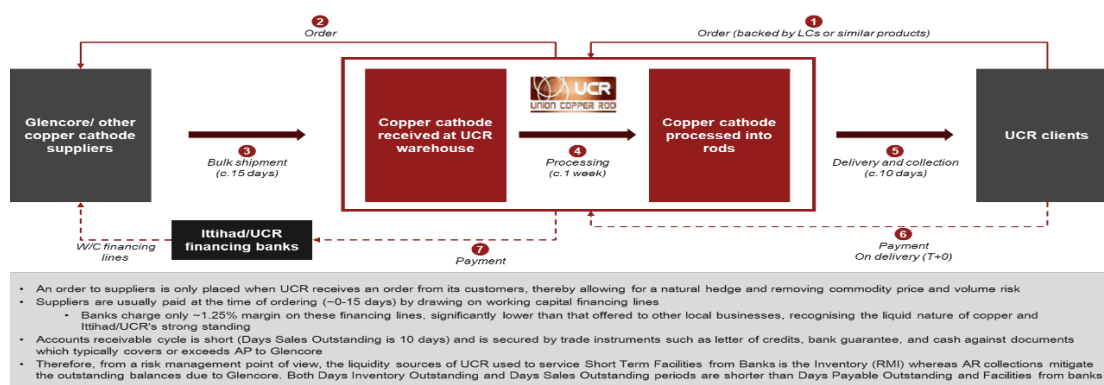 2
Order
1
Order (backed by LCs or similar products)
UCR
UNION COPPER ROD
Glencore/ other
copper cathode
suppliers
3
Bulk shipment
(c.15 days)
Copper cathode
received at UCR
warehouse
4
Processing
(c.1 week)
Copper cathode
processed into
rods
5
Delivery and collection
(c.10 days)
UCR clients
W/C financing
lines
Ittihad/UCR
financing banks
7
Payment
6
Payment
On delivery (T+0)
• An order to suppliers is only placed when UCR receives an order from its customers, thereby allowing for a natural hedge and removing commodity price and volume risk
• Suppliers are usually paid at the time of ordering (~0-15 days) by drawing on working capital financing lines
• Banks charge only ~1.25% margin on these financing lines, significantly lower than that offered to other local businesses, recognising the liquid nature of copper and
Ittihad/UCR's strong standing
• Accounts receivable cycle is short (Days Sales Outstanding is 10 days) and is secured by trade instruments such as letter of credits, bank guarantee, and cash against documents
which typically covers or exceeds AP to Glencore
• Therefore, from a risk management point of view, the liquidity sources of UCR used to service Short Term Facilities from Banks is the Inventory (RMI) whereas AR collections mitigate
the outstanding balances due to Glencore. Both Days Inventory Outstanding and Days Sales Outstanding periods are shorter than Days Payable Outstanding and Facilities from banks